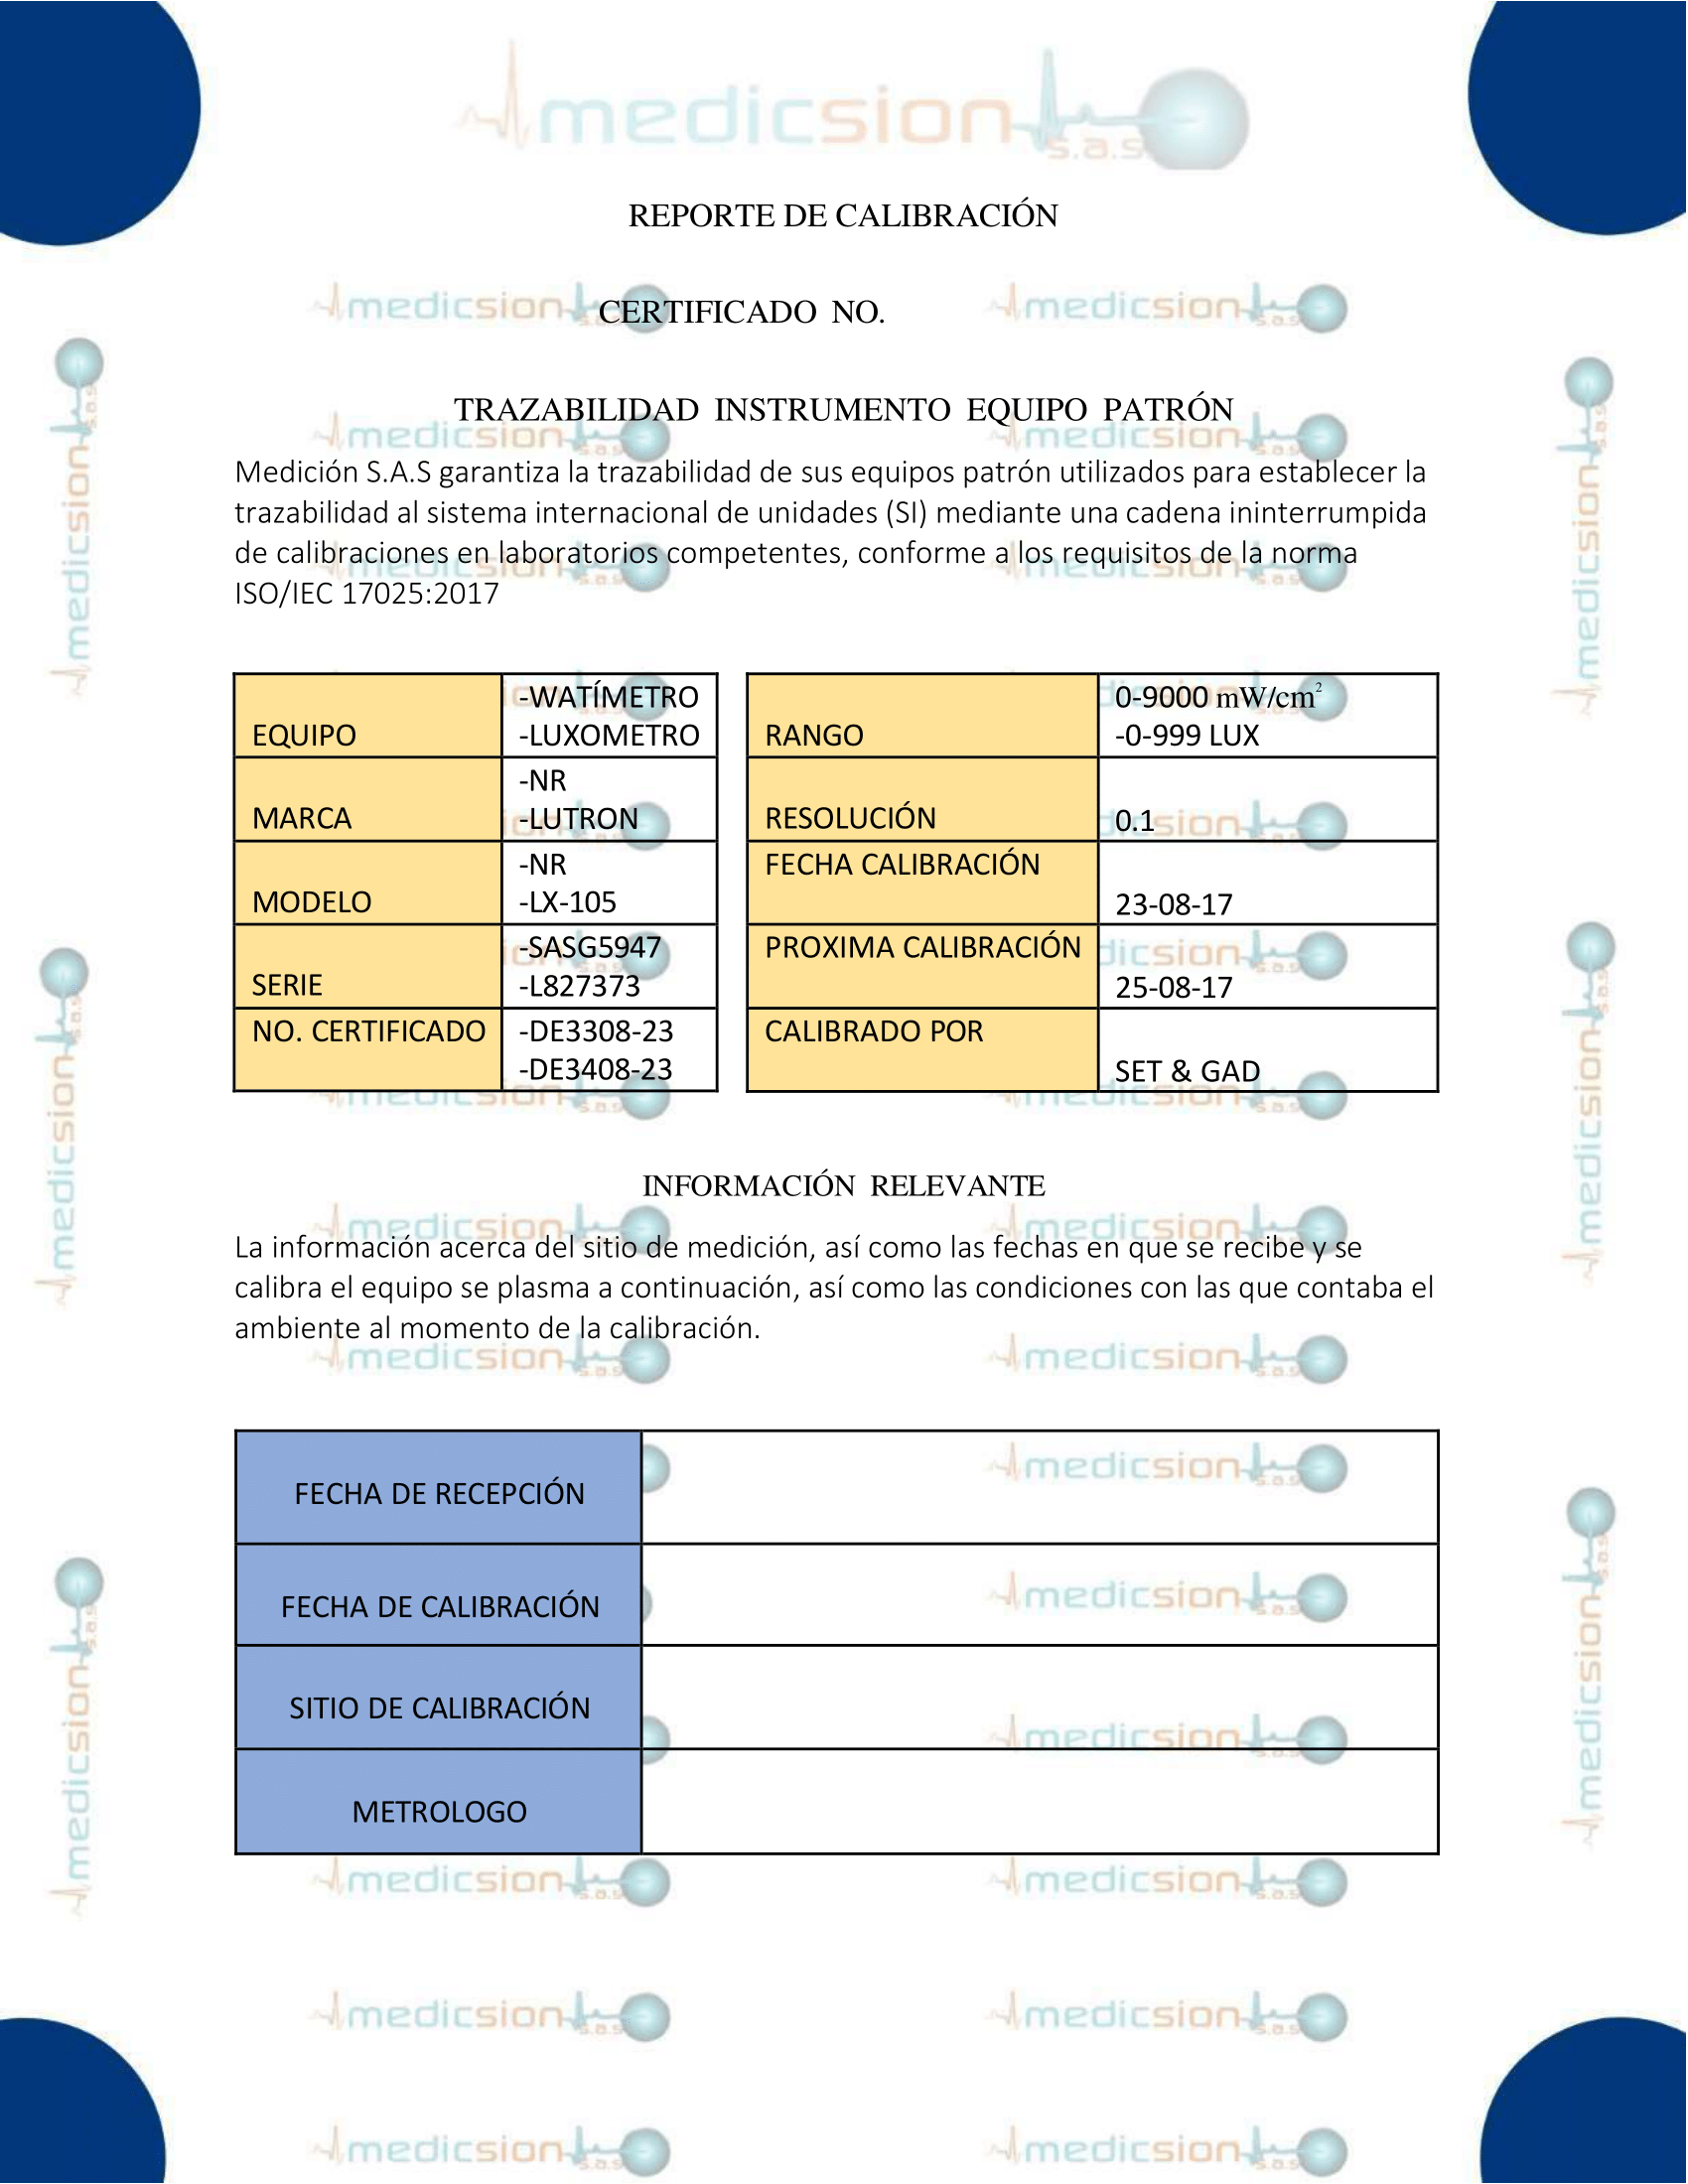 medicsion s.a.s
REPORTE DE CALIBRACIÓN
CERTIFICADO NO.
TRAZABILIDAD INSTRUMENTO EQUIPO PATRÓN
Medición S.A.S garantiza la trazabilidad de sus equipos patrón utilizados para establecer la
trazabilidad al sistema internacional de unidades (SI) mediante una cadena ininterrumpida
de calibraciones en laboratorios competentes, conforme a los requisitos de la norma
ISO/IEC 17025:2017
EQUIPO
-WATÍMETRO
-LUXOMETRO
MARCA
-NR
-LUTRON
MODELO
-NR
-LX-105
SERIE
-SASG5947
-L827373
NO. CERTIFICADO
-DE3308-23
-DE3408-23
RANGO
0-9000 mW/cm²
-0-999 LUX
RESOLUCIÓN
0.1
FECHA CALIBRACIÓN
23-08-17
PROXIMA CALIBRACIÓN
25-08-17
CALIBRADO POR
SET & GAD
INFORMACIÓN RELEVANTE
La información acerca del sitio de medición, así como las fechas en que se recibe y se
calibra el equipo se plasma a continuación, así como las condiciones con las que contaba el
ambiente al momento de la calibración.
FECHA DE RECEPCIÓN
FECHA DE CALIBRACIÓN
SITIO DE CALIBRACIÓN
METROLOGO